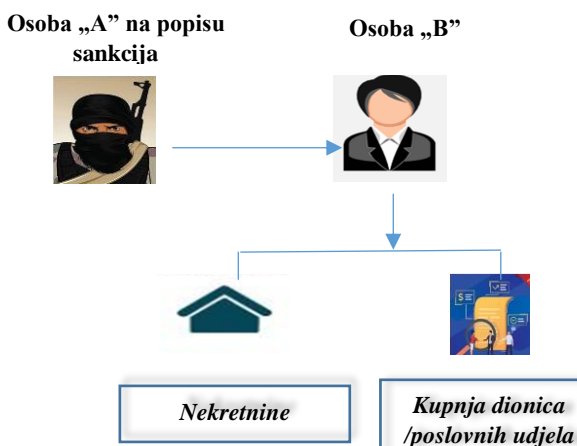 Osoba „A” na popisu
sankcija
Osoba „B”
Nekretnine
Kupnja dionica
/poslovnih udjela